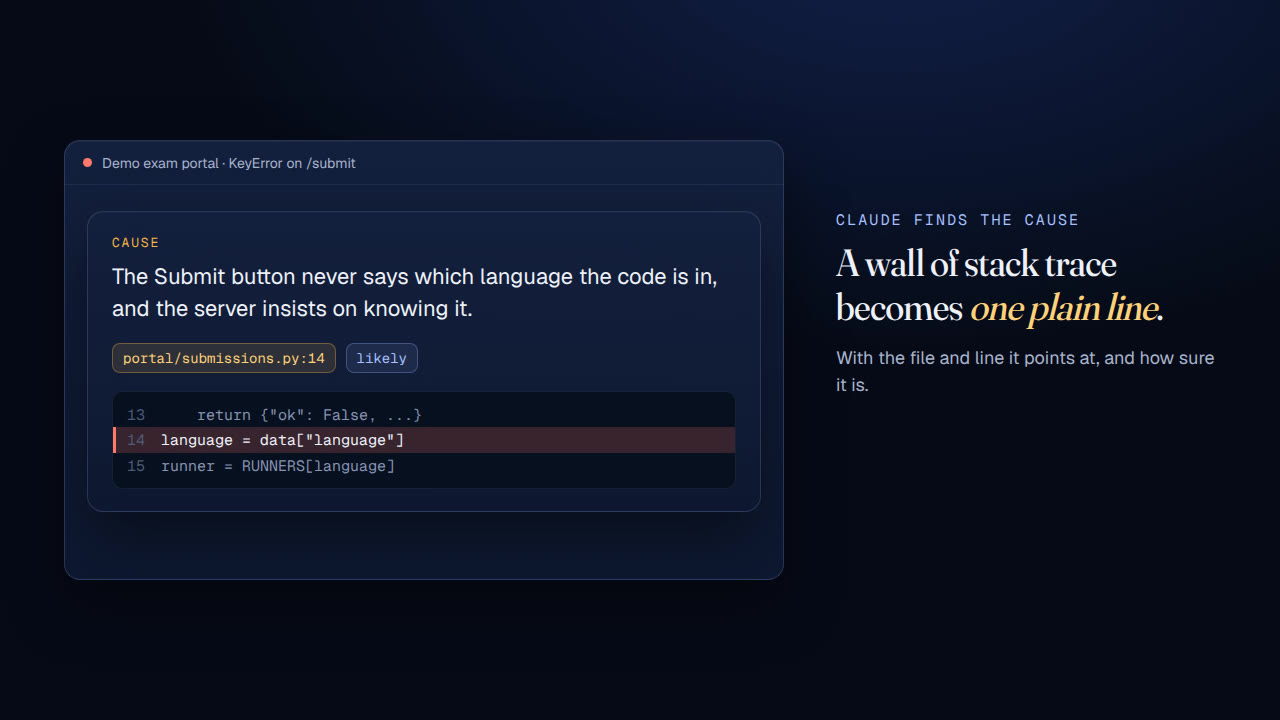 Demo exam portal · KeyError on /submit
CAUSE
The Submit button never says which language the code is in,
and the server insists on knowing it.
portal/submissions.py:14 likely
13 return {"ok": False, ...}
14 language = data["language"]
15 runner = RUNNERS[language]
CLAUDE FINDS THE CAUSE
A wall of stack trace
becomes one plain line.
With the file and line it points at, and how sure
it is.